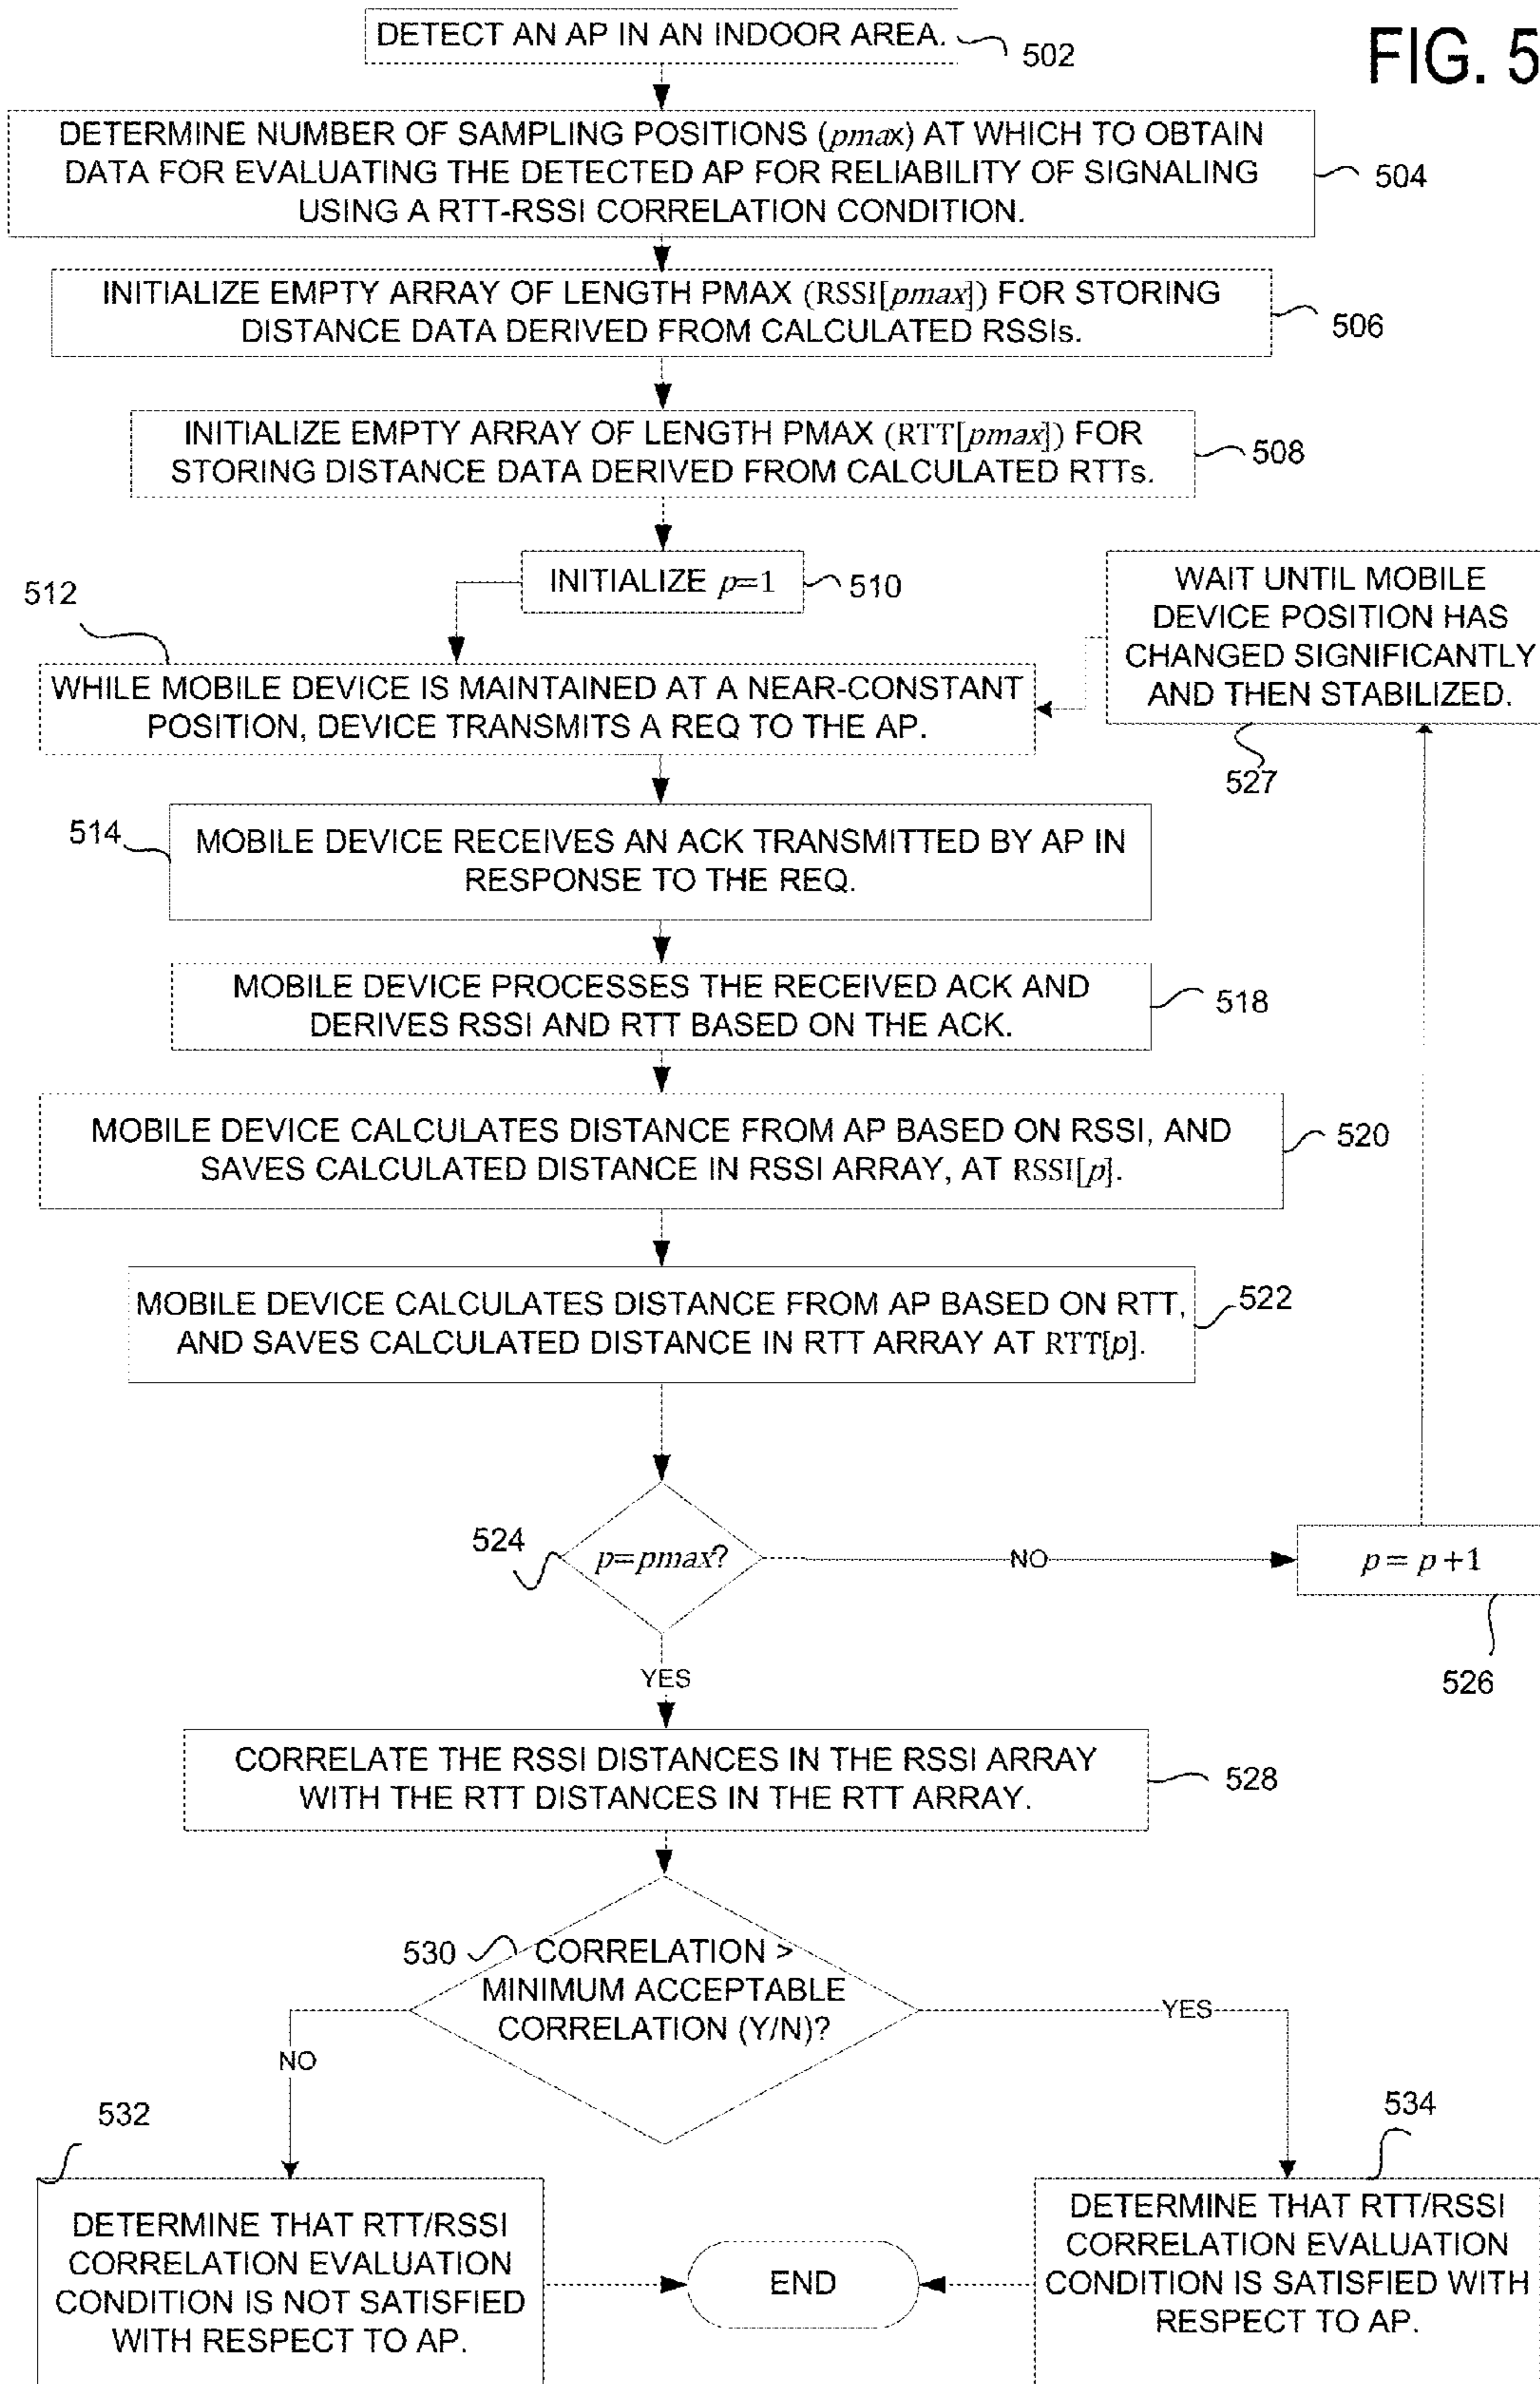 FIG. 5
DETECT AN AP IN AN INDOOR AREA.
502
DETERMINE NUMBER OF SAMPLING POSITIONS (pmax) AT WHICH TO OBTAIN
DATA FOR EVALUATING THE DETECTED AP FOR RELIABILITY OF SIGNALING
USING A RTT-RSSI CORRELATION CONDITION.
504
INITIALIZE EMPTY ARRAY OF LENGTH PMAX (RSSI[pmax]) FOR STORING
DISTANCE DATA DERIVED FROM CALCULATED RSSIs.
506
INITIALIZE EMPTY ARRAY OF LENGTH PMAX (RTT[pmax]) FOR
STORING DISTANCE DATA DERIVED FROM CALCULATED RTTs.
508
INITIALIZE p=1
510
512
WHILE MOBILE DEVICE IS MAINTAINED AT A NEAR-CONSTANT
POSITION, DEVICE TRANSMITS A REQ TO THE AP.
WAIT UNTIL MOBILE
DEVICE POSITION HAS
CHANGED SIGNIFICANTLY
AND THEN STABILIZED.
527
514
MOBILE DEVICE RECEIVES AN ACK TRANSMITTED BY AP IN
RESPONSE TO THE REQ.
MOBILE DEVICE PROCESSES THE RECEIVED ACK AND
DERIVES RSSI AND RTT BASED ON THE ACK.
518
MOBILE DEVICE CALCULATES DISTANCE FROM AP BASED ON RSSI, AND
SAVES CALCULATED DISTANCE IN RSSI ARRAY, AT RSSI[p].
520
MOBILE DEVICE CALCULATES DISTANCE FROM AP BASED ON RTT,
AND SAVES CALCULATED DISTANCE IN RTT ARRAY AT RTT[p].
522
524
p=pmax?
NO
p = p+1
526
YES
CORRELATE THE RSSI DISTANCES IN THE RSSI ARRAY
WITH THE RTT DISTANCES IN THE RTT ARRAY.
528
530
CORRELATION >
MINIMUM ACCEPTABLE
CORRELATION (Y/N)?
NO
YES
532
DETERMINE THAT RTT/RSSI
CORRELATION EVALUATION
CONDITION IS NOT SATISFIED
WITH RESPECT TO AP.
END
534
DETERMINE THAT RTT/RSSI
CORRELATION EVALUATION
CONDITION IS SATISFIED WITH
RESPECT TO AP.